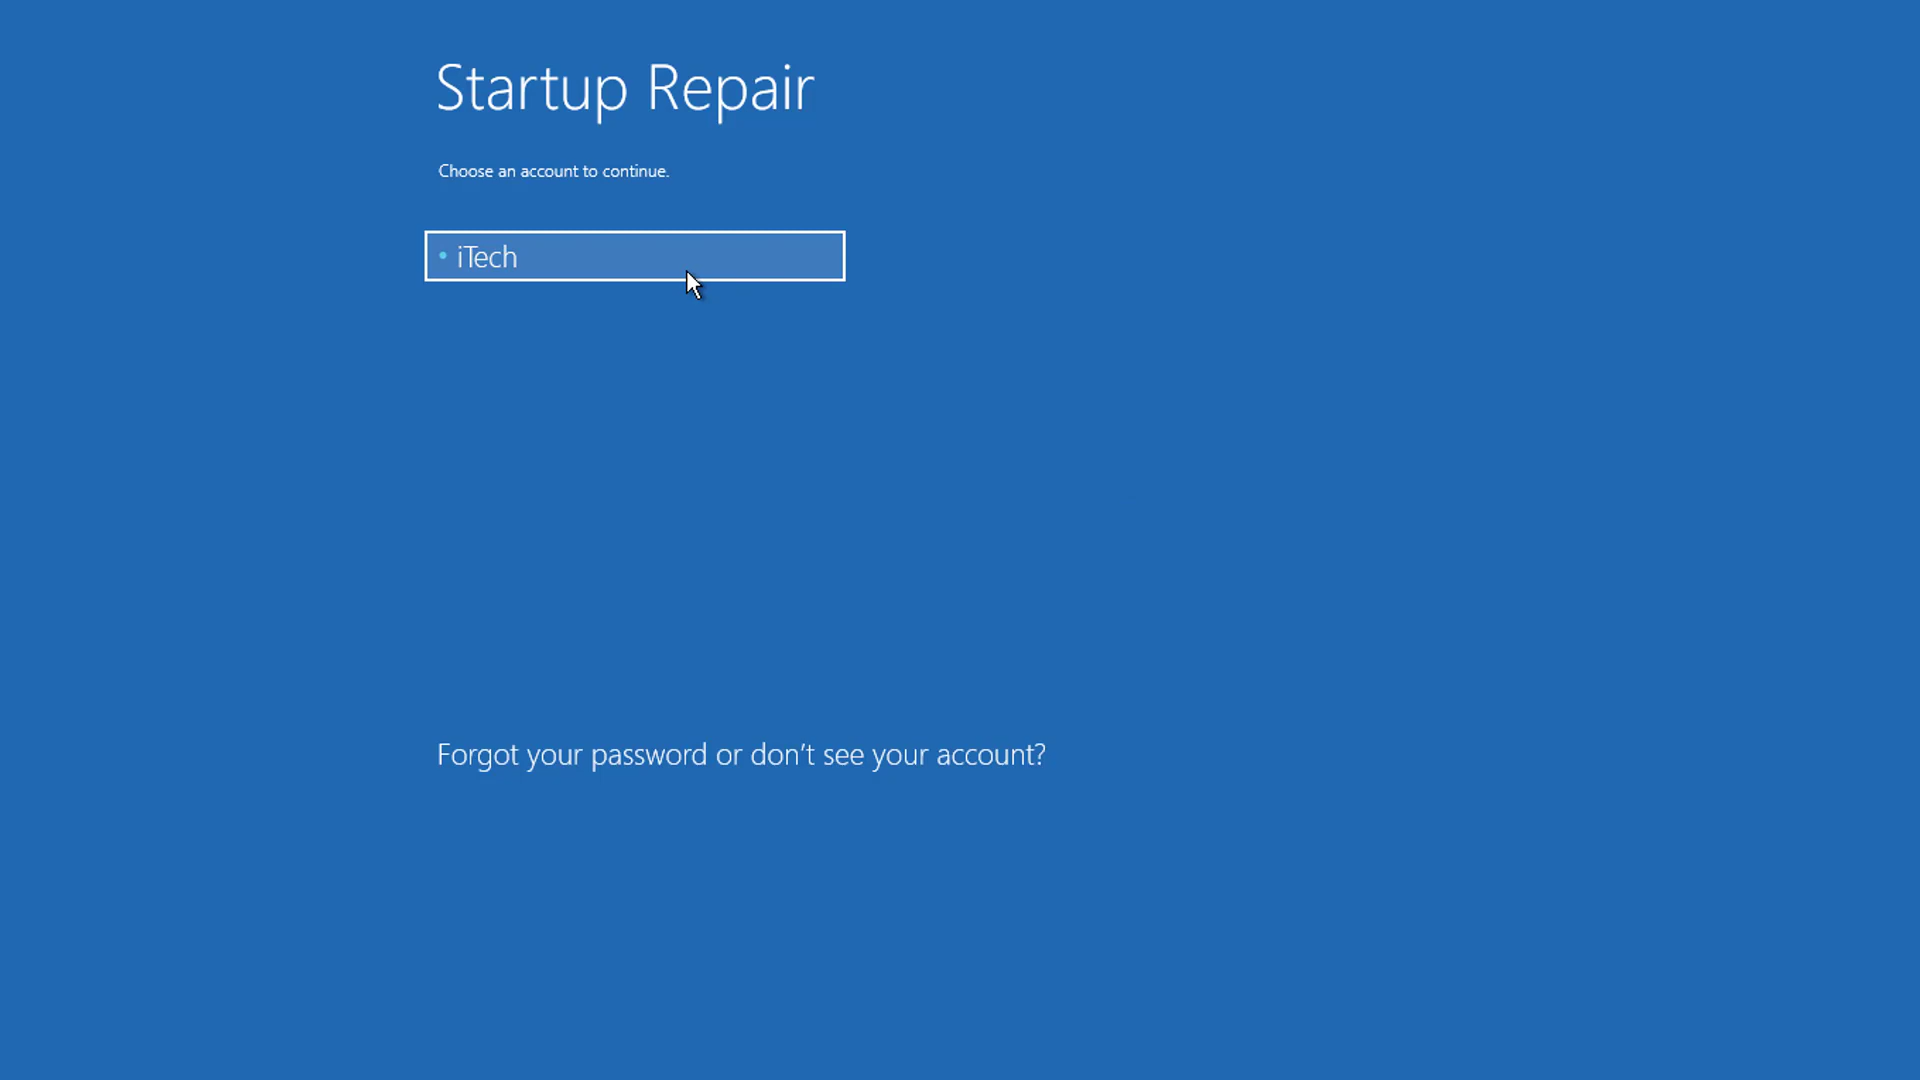 Startup Repair
Choose an account to continue.
iTech
Forgot your password or don't see your account?